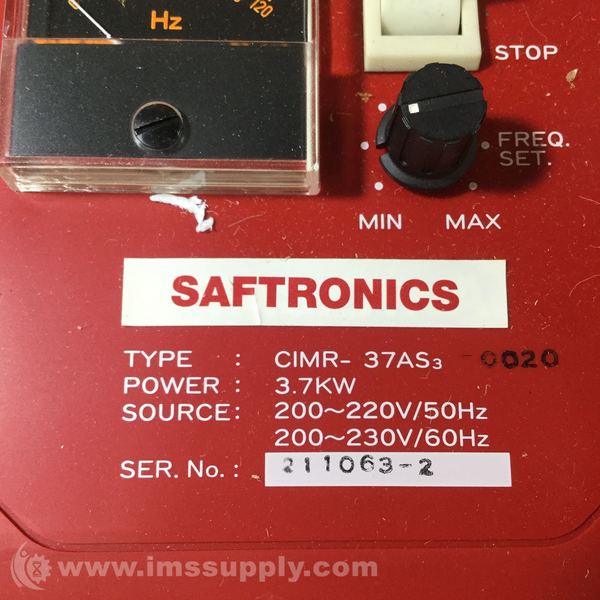 120
Hz
STOP
FREQ.
SET.
MIN MAX
SAFTRONICS
TYPE : CIMR- 37AS₃ -0020
POWER : 3.7KW
SOURCE: 200~220V/50Hz
200~230V/60Hz
SER. No. : 211063-2
www.imssupply.com